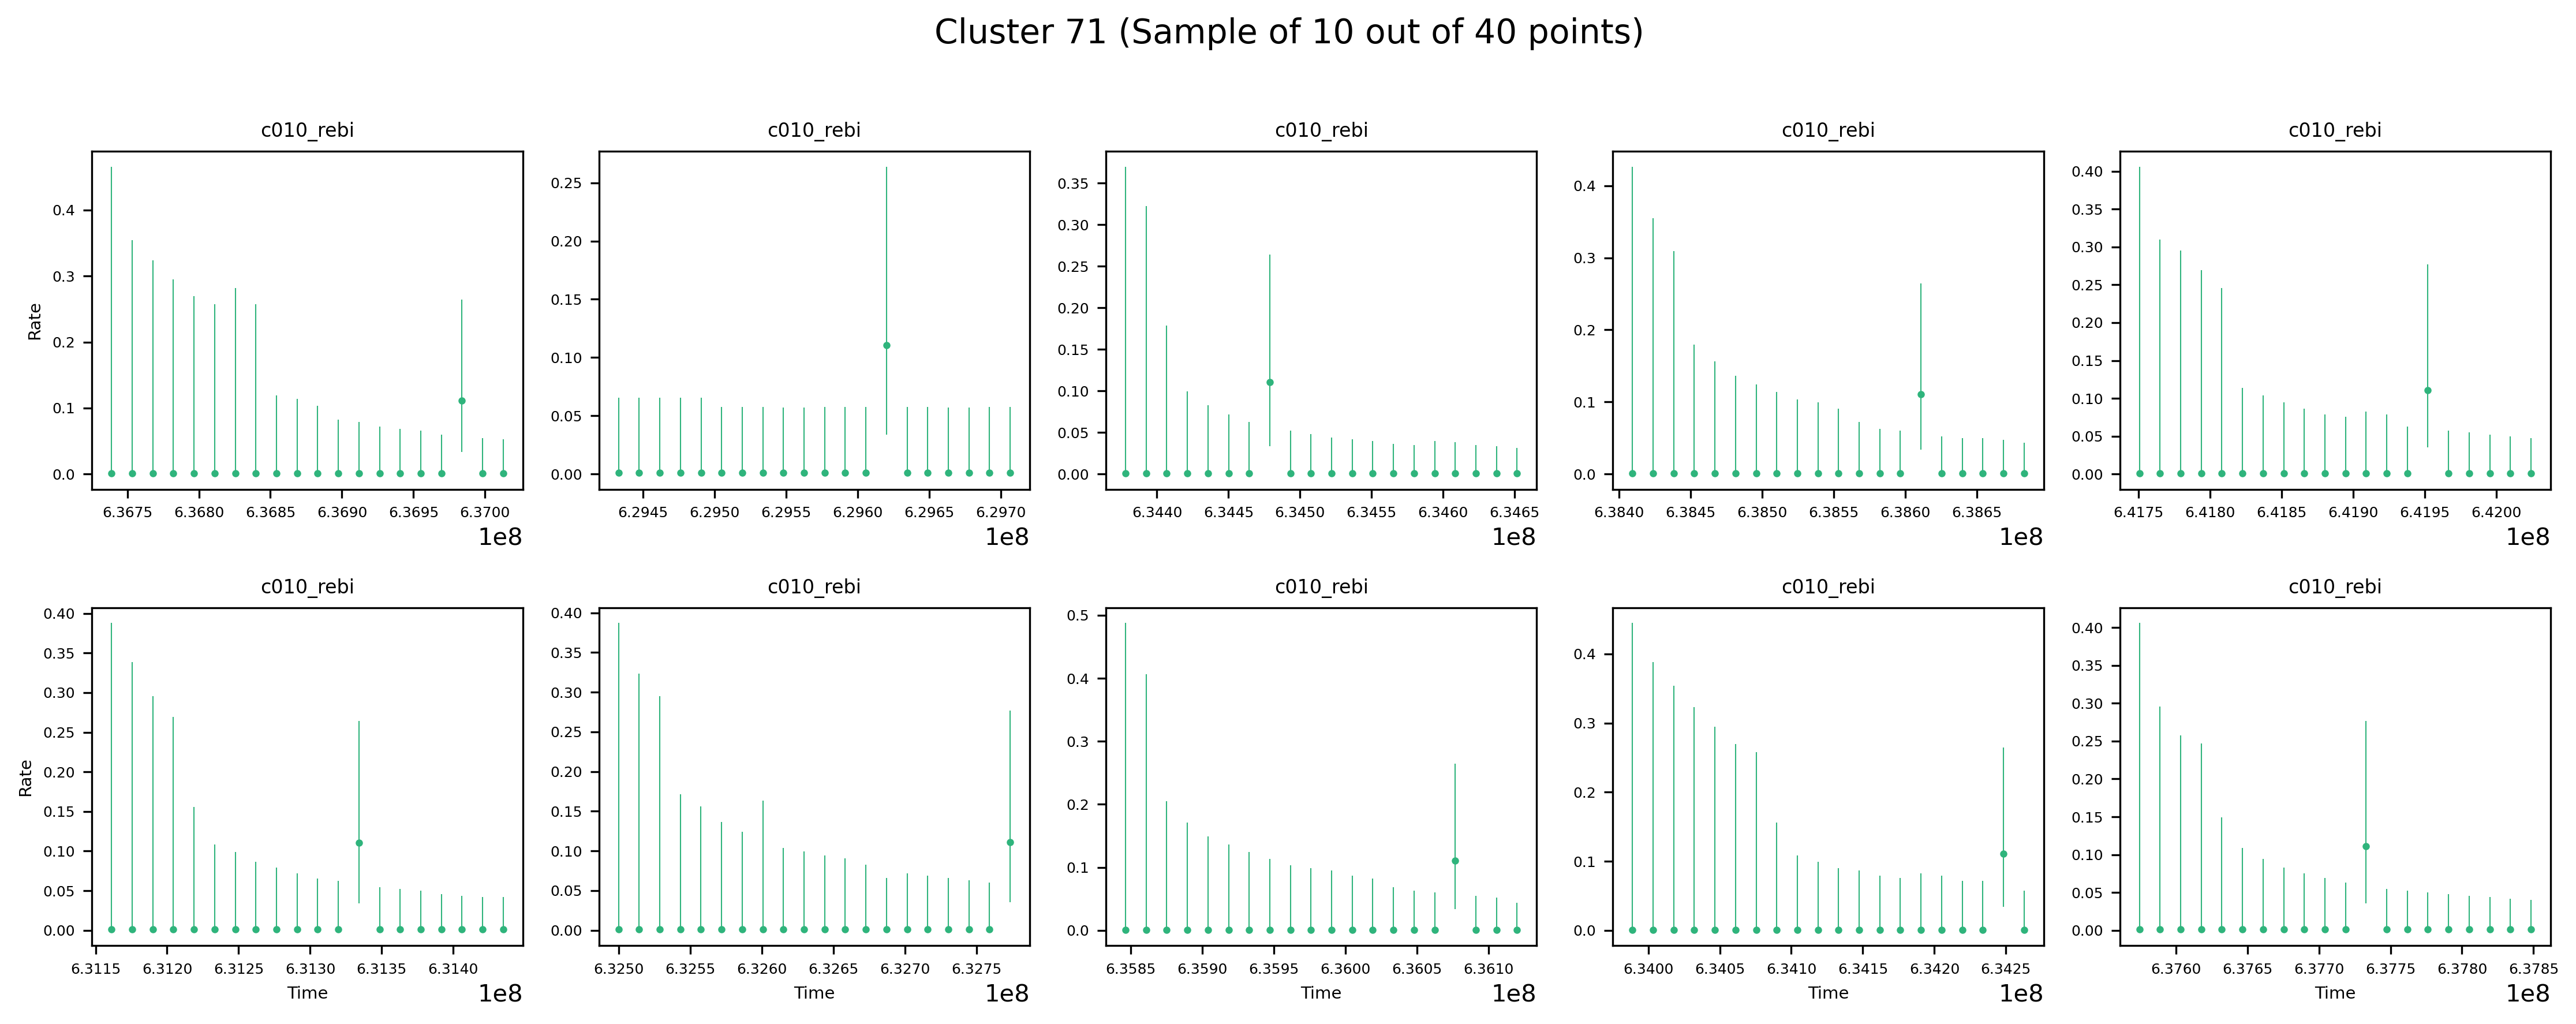 Cluster 71 (Sample of 10 out of 40 points)
c010_rebi c010_rebi c010_rebi c010_rebi c010_rebi
Rate
0.4 0.3 0.2 0.1 0.0
6.3675 6.3680 6.3685 6.3690 6.3695 6.3700
1e8
0.25 0.20 0.15 0.10 0.05 0.00
6.2945 6.2950 6.2955 6.2960 6.2965 6.2970
1e8
0.35 0.30 0.25 0.20 0.15 0.10 0.05 0.00
6.3440 6.3445 6.3450 6.3455 6.3460 6.3465
1e8
0.4 0.3 0.2 0.1 0.0
6.3840 6.3845 6.3850 6.3855 6.3860 6.3865
1e8
0.40 0.35 0.30 0.25 0.20 0.15 0.10 0.05 0.00
6.4175 6.4180 6.4185 6.4190 6.4195 6.4200
1e8
c010_rebi c010_rebi c010_rebi c010_rebi c010_rebi
Rate
0.40 0.35 0.30 0.25 0.20 0.15 0.10 0.05 0.00
6.3115 6.3120 6.3125 6.3130 6.3135 6.3140
Time 1e8
0.40 0.35 0.30 0.25 0.20 0.15 0.10 0.05 0.00
6.3250 6.3255 6.3260 6.3265 6.3270 6.3275
Time 1e8
0.5 0.4 0.3 0.2 0.1 0.0
6.3585 6.3590 6.3595 6.3600 6.3605 6.3610
Time 1e8
0.4 0.3 0.2 0.1 0.0
6.3400 6.3405 6.3410 6.3415 6.3420 6.3425
Time 1e8
0.40 0.35 0.30 0.25 0.20 0.15 0.10 0.05 0.00
6.3760 6.3765 6.3770 6.3775 6.3780 6.3785
Time 1e8